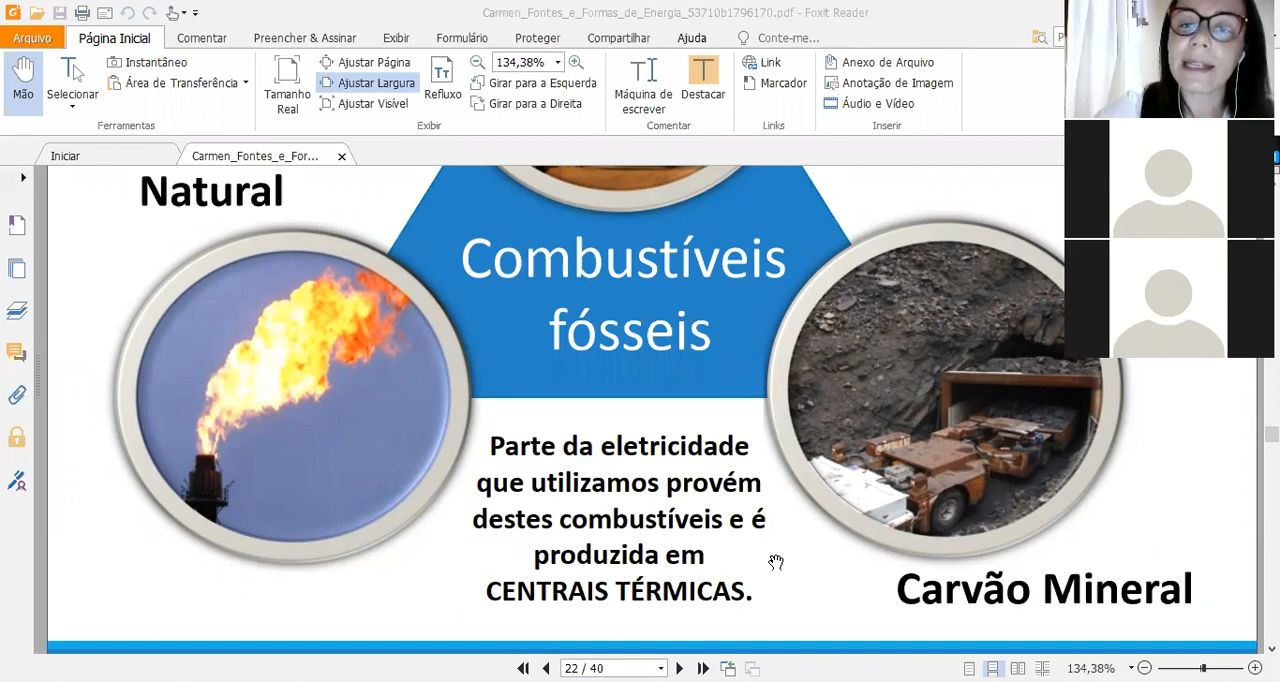 Carmen_Fontes_e_Formas_de_Energia_53710b1796170.pdf - Foxit Reader
Arquivo Página Inicial Comentar Preencher & Assinar Exibir Formulário Proteger Compartilhar Ajuda Conte-me...
Mão
Selecionar
Instantâneo
Área de Transferência
Ferramentas
Tamanho
Real
Ajustar Página
Ajustar Largura
Ajustar Visível
Refluxo
134,38%
Girar para a Esquerda
Girar para a Direita
Exibir
Máquina de
escrever
Destacar
Comentar
Link
Marcador
Links
Anexo de Arquivo
Anotação de Imagem
Áudio e Vídeo
Inserir
Iniciar
Carmen_Fontes_e_For...
Natural
Combustíveis
fósseis
Parte da eletricidade
que utilizamos provém
destes combustíveis e é
produzida em
CENTRAIS TÉRMICAS.
Carvão Mineral
22 / 40
134,38%